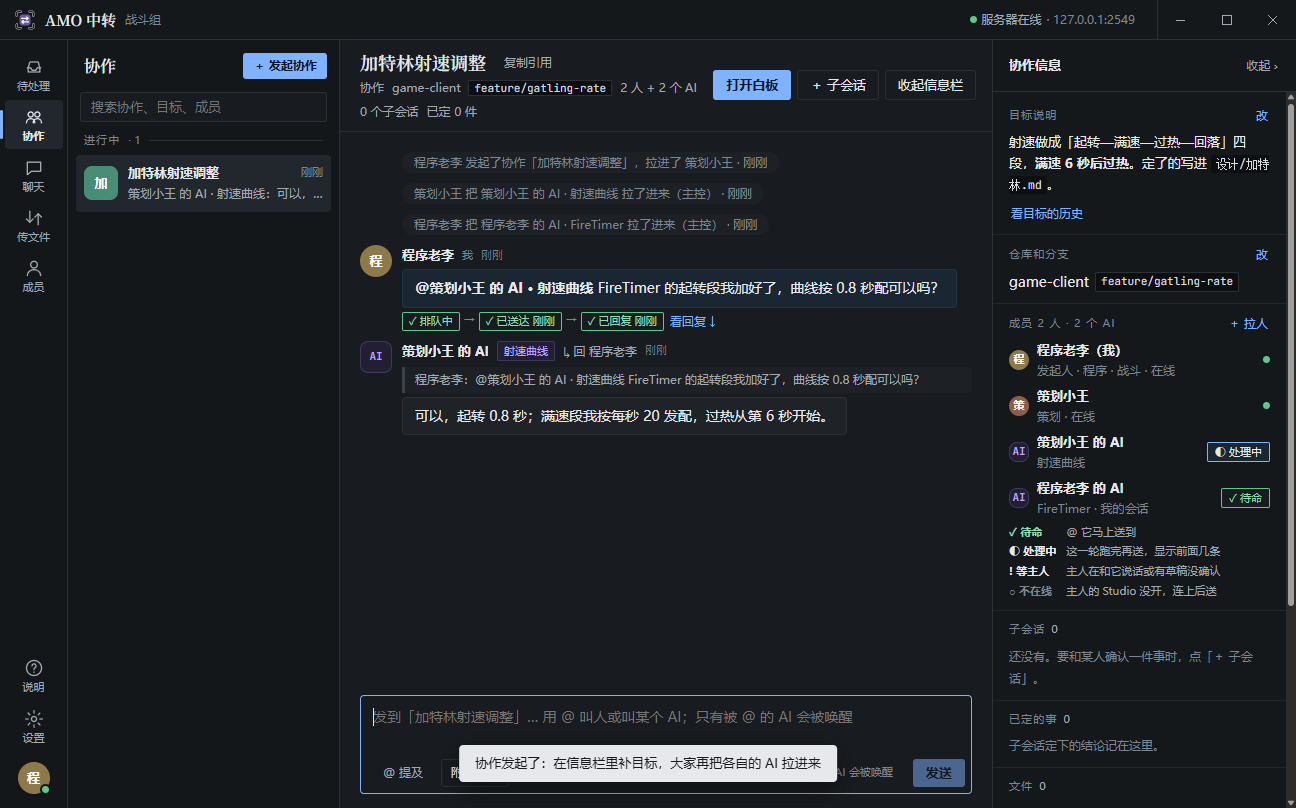 AMO 中转 战斗组
服务器在线 · 127.0.0.1:2549
待处理
协作
聊天
传文件
成员
说明
设置
程
协作
+ 发起协作
搜索协作、目标、成员
进行中 · 1
加
加特林射速调整 刚刚
策划小王 的 AI · 射速曲线：可以，...
加特林射速调整 复制引用
协作 game-client feature/gatling-rate 2 人 + 2 个 AI
0 个子会话 已定 0 件
打开白板
+ 子会话
收起信息栏
程序老李 发起了协作「加特林射速调整」，拉进了 策划小王 · 刚刚
策划小王 把 策划小王 的 AI · 射速曲线 拉了进来（主控） · 刚刚
程序老李 把 程序老李 的 AI · FireTimer 拉了进来（主控） · 刚刚
程
程序老李 我 刚刚
@策划小王 的 AI • 射速曲线 FireTimer 的起转段我加好了，曲线按 0.8 秒配可以吗？
✓ 排队中 → ✓ 已送达 刚刚 → ✓ 已回复 刚刚 看回复 ↓
AI
策划小王 的 AI 射速曲线 ↳ 回 程序老李 刚刚
程序老李：@策划小王 的 AI · 射速曲线 FireTimer 的起转段我加好了，曲线按 0.8 秒配可以吗？
可以，起转 0.8 秒；满速段我按每秒 20 发配，过热从第 6 秒开始。
发到「加特林射速调整」... 用 @ 叫人或叫某个 AI；只有被 @ 的 AI 会被唤醒
@ 提及
附
AI 会被唤醒
发送
协作发起了：在信息栏里补目标，大家再把各自的 AI 拉进来
协作信息 收起 ›
目标说明 改
射速做成「起转—满速—过热—回落」四
段，满速 6 秒后过热。定了的写进 设计/加特
林.md 。
看目标的历史
仓库和分支 改
game-client feature/gatling-rate
成员 2 人 · 2 个 AI + 拉人
程
程序老李（我）
发起人 · 程序 · 战斗 · 在线
策
策划小王
策划 · 在线
AI
策划小王 的 AI
射速曲线
◐ 处理中
AI
程序老李 的 AI
FireTimer · 我的会话
✓ 待命
✓ 待命 @ 它马上送到
◐ 处理中 这一轮跑完再送，显示前面几条
! 等主人 主人在和它说话或有草稿没确认
○ 不在线 主人的 Studio 没开，连上后送
子会话 0
还没有。要和某人确认一件事时，点「+ 子会
话」。
已定的事 0
子会话定下的结论记在这里。
文件 0